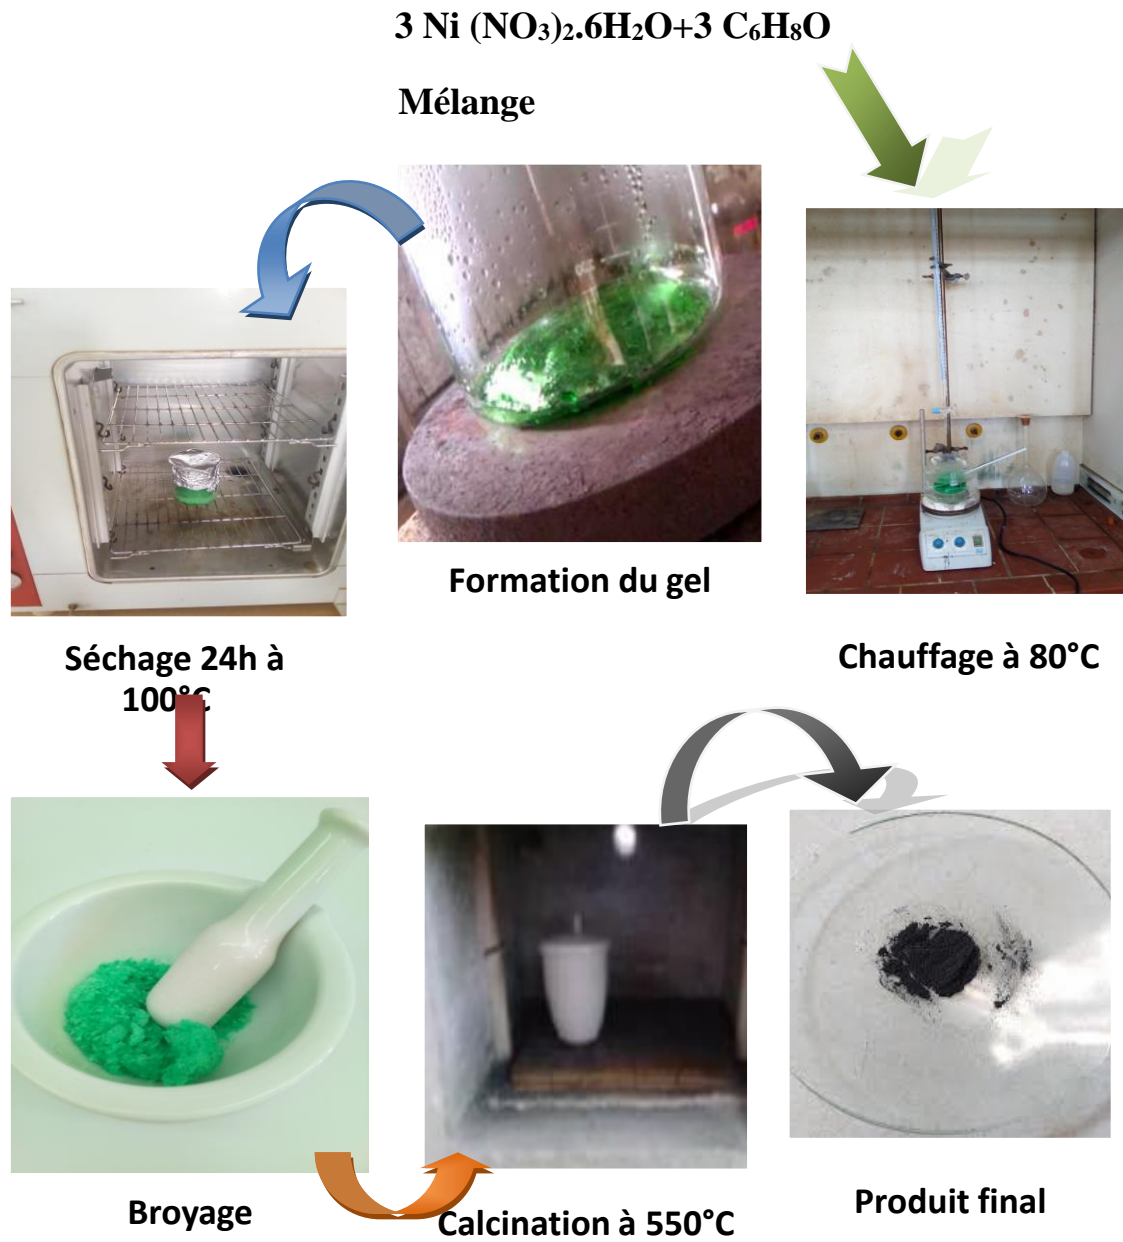 3 Ni (NO₃)₂.6H₂O+3 C₆H₈O
Mélange
Chauffage à 80°C
Formation du gel
Séchage 24h à
100°C
Broyage
Calcination à 550°C
Produit final